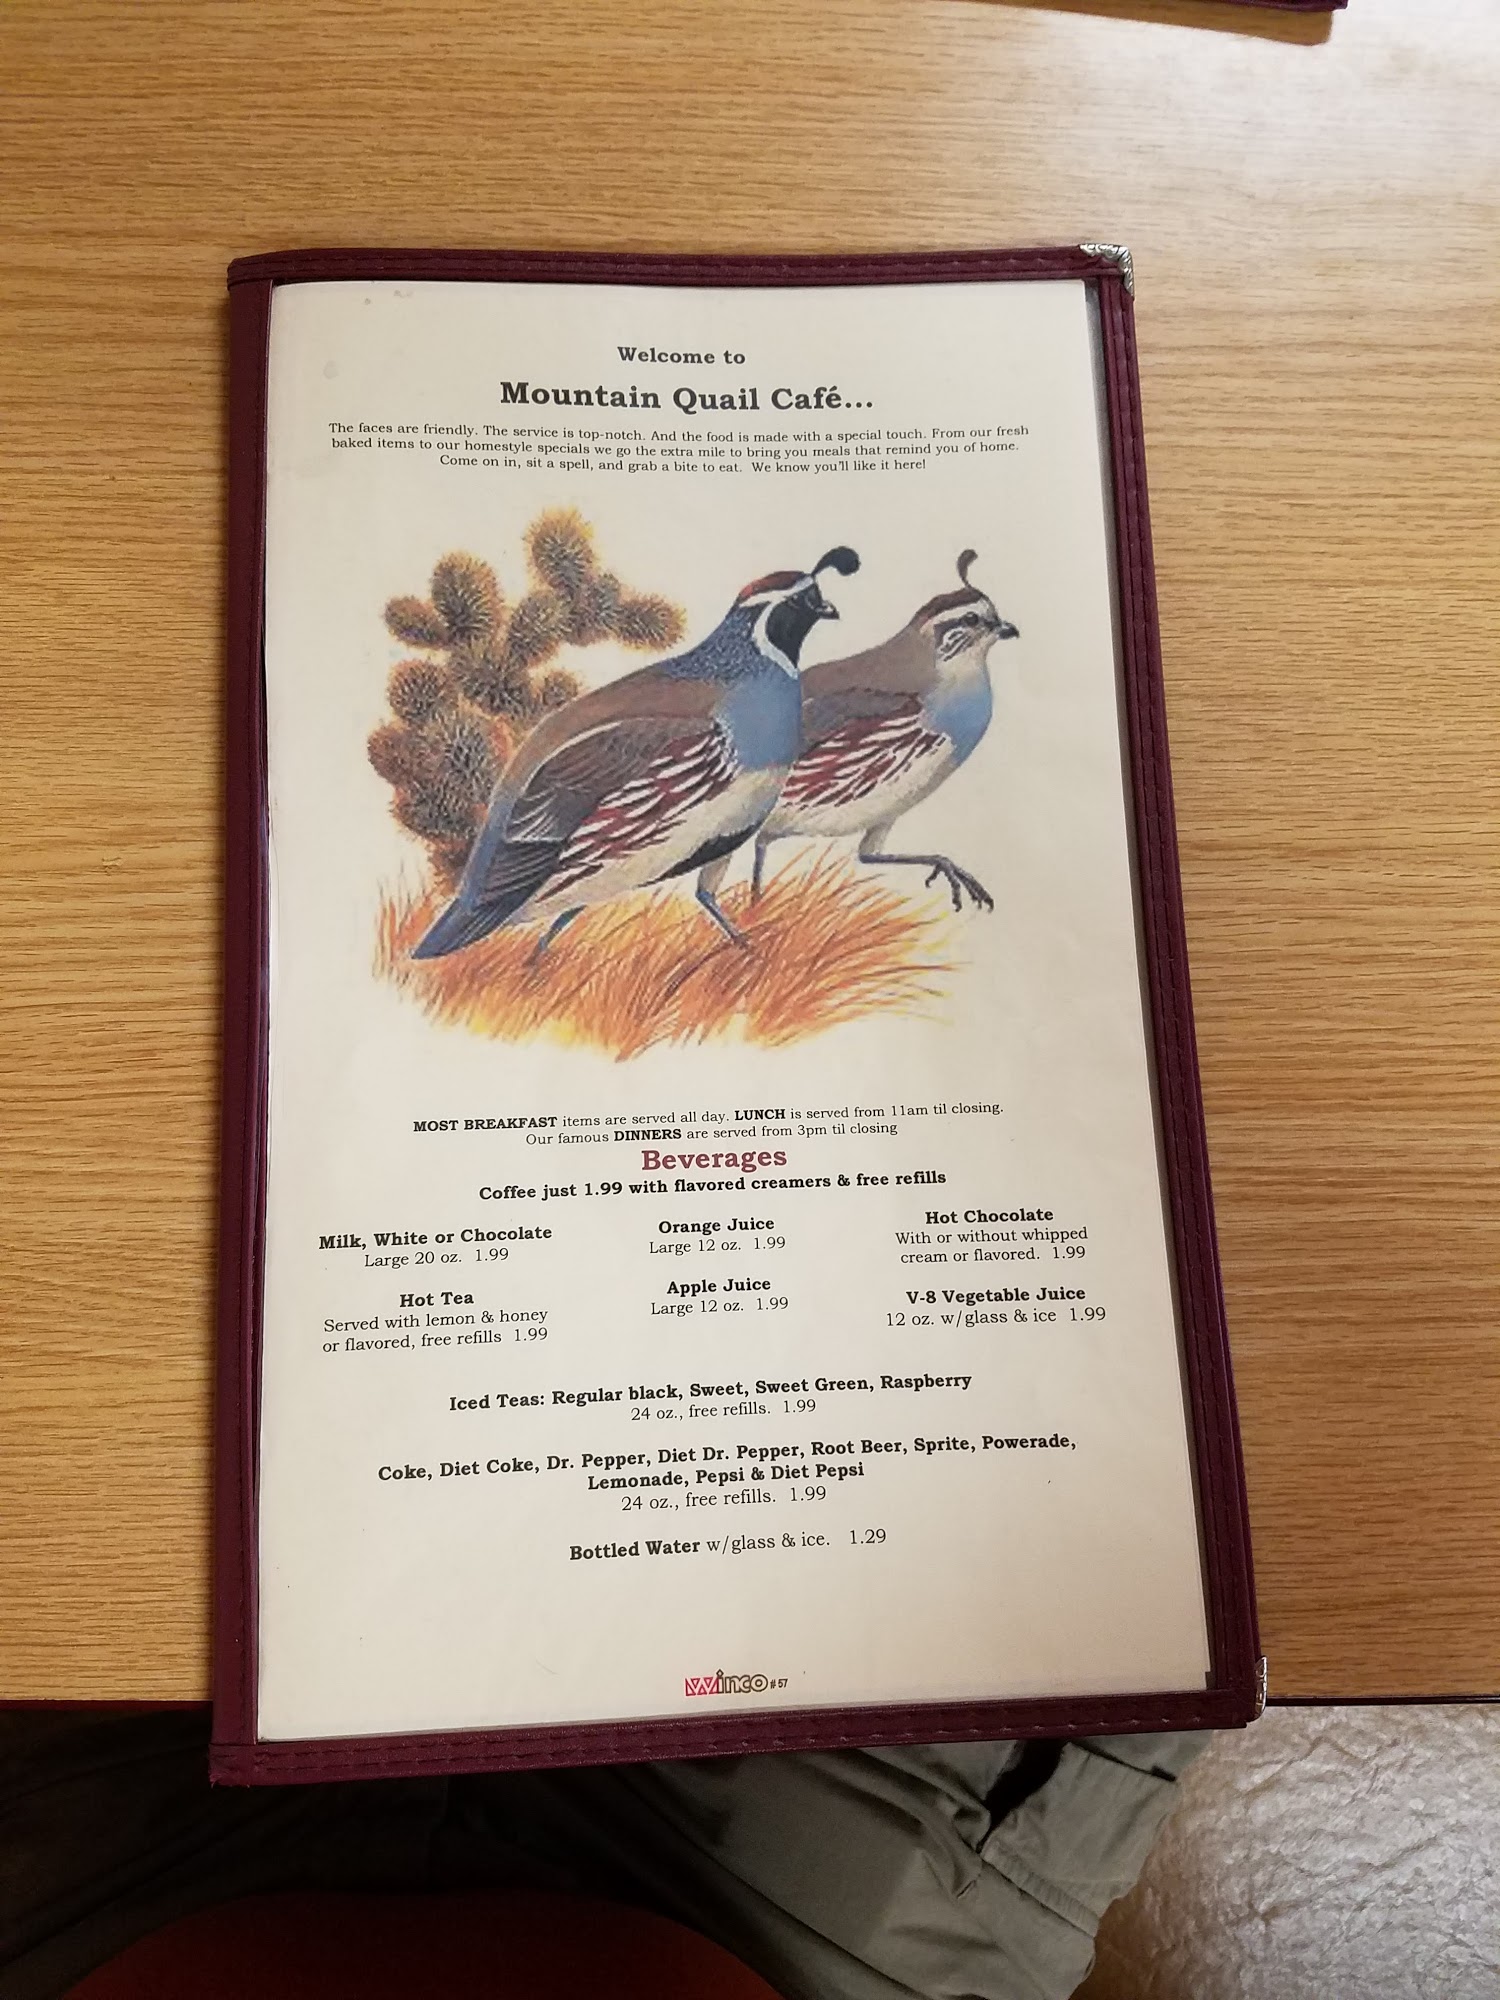 Welcome to
Mountain Quail Café...
The faces are friendly. The service is top-notch. And the food is made with a special touch. From our fresh
baked items to our homestyle specials we go the extra mile to bring you meals that remind you of home.
Come on in, sit a spell, and grab a bite to eat. We know you'll like it here!
MOST BREAKFAST items are served all day. LUNCH is served from 11am til closing.
Our famous DINNERS are served from 3pm til closing
Beverages
Coffee just 1.99 with flavored creamers & free refills
Milk, White or Chocolate
Large 20 oz. 1.99
Hot Tea
Served with lemon & honey
or flavored, free refills 1.99
Orange Juice
Large 12 oz. 1.99
Apple Juice
Large 12 oz. 1.99
Hot Chocolate
With or without whipped
cream or flavored. 1.99
V-8 Vegetable Juice
12 oz. w/glass & ice 1.99
Iced Teas: Regular black, Sweet, Sweet Green, Raspberry
24 oz., free refills. 1.99
Coke, Diet Coke, Dr. Pepper, Diet Dr. Pepper, Root Beer, Sprite, Powerade,
Lemonade, Pepsi & Diet Pepsi
24 oz., free refills. 1.99
Bottled Water w/glass & ice. 1.29
Winco #57